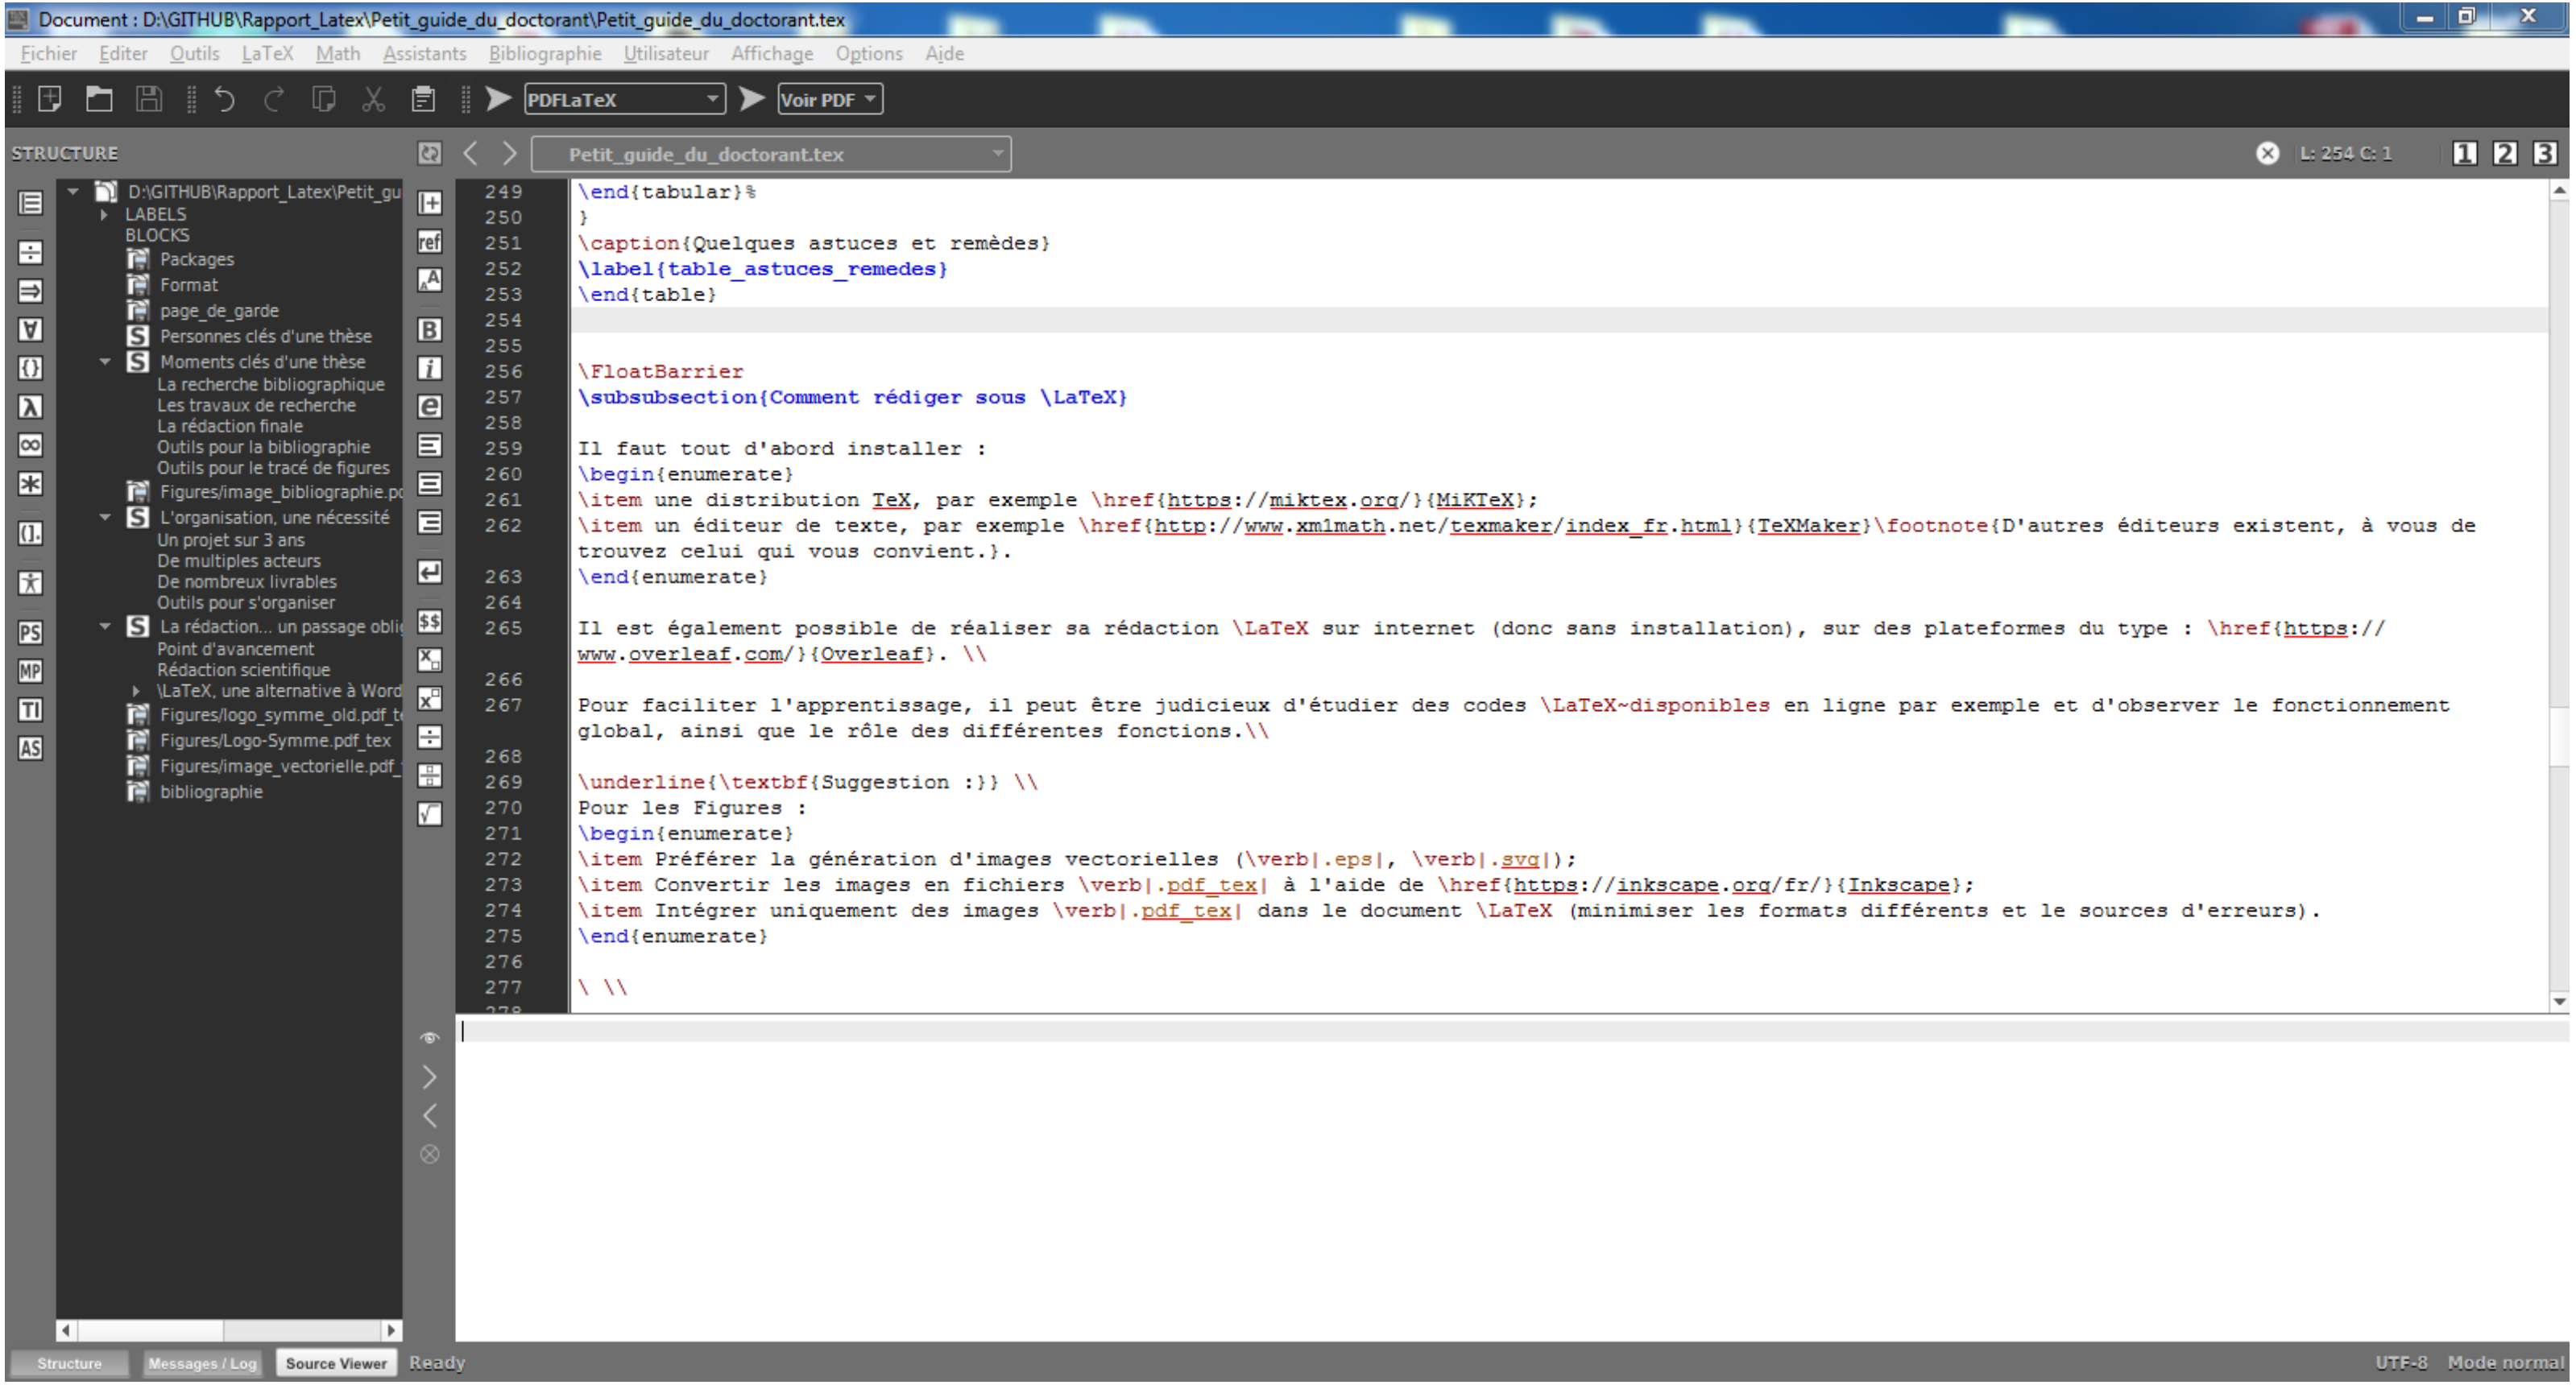 Document : D:\GITHUB\Rapport_Latex\Petit_guide_du_doctorant\Petit_guide_du_doctorant.tex
Fichier Editer Outils LaTeX Math Assistants Bibliographie Utilisateur Affichage Options Aide
PDFLaTeX Voir PDF
STRUCTURE
Petit_guide_du_doctorant.tex
L: 254 C: 1
1 2 3
D:\GITHUB\Rapport_Latex\Petit_gu
LABELS
BLOCKS
Packages
Format
page_de_garde
S Personnes clés d'une thèse
S Moments clés d'une thèse
La recherche bibliographique
Les travaux de recherche
La rédaction finale
Outils pour la bibliographie
Outils pour le tracé de figures
Figures/image_bibliographie.p
S L'organisation, une nécessité
Un projet sur 3 ans
De multiples acteurs
De nombreux livrables
Outils pour s'organiser
S La rédaction... un passage obli
Point d'avancement
Rédaction scientifique
\LaTeX, une alternative à Word
Figures/logo_symme_old.pdf_t
Figures/Logo-Symme.pdf_tex
Figures/image_vectorielle.pdf_
bibliographie
PS
MP
TI
AS
ref
B
i
e
$$
249 \end{tabular}%
250 }
251 \caption{Quelques astuces et remèdes}
252 \label{table_astuces_remedes}
253 \end{table}
254
255
256 \FloatBarrier
257 \subsubsection{Comment rédiger sous \LaTeX}
258
259 Il faut tout d'abord installer :
260 \begin{enumerate}
261 \item une distribution TeX, par exemple \href{https://miktex.org/}{MiKTeX};
262 \item un éditeur de texte, par exemple \href{http://www.xm1math.net/texmaker/index_fr.html}{TeXMaker}\footnote{D'autres éditeurs existent, à vous de
trouvez celui qui vous convient.}.
263 \end{enumerate}
264
265 Il est également possible de réaliser sa rédaction \LaTeX sur internet (donc sans installation), sur des plateformes du type : \href{https://
www.overleaf.com/}{Overleaf}. \\
266
267 Pour faciliter l'apprentissage, il peut être judicieux d'étudier des codes \LaTeX~disponibles en ligne par exemple et d'observer le fonctionnement
global, ainsi que le rôle des différentes fonctions.\\
268
269 \underline{\textbf{Suggestion :}} \\
270 Pour les Figures :
271 \begin{enumerate}
272 \item Préférer la génération d'images vectorielles (\verb|.eps|, \verb|.svg|);
273 \item Convertir les images en fichiers \verb|.pdf_tex| à l'aide de \href{https://inkscape.org/fr/}{Inkscape};
274 \item Intégrer uniquement des images \verb|.pdf_tex| dans le document \LaTeX (minimiser les formats différents et le sources d'erreurs).
275 \end{enumerate}
276
277 \ \\
278
Structure Messages / Log Source Viewer Ready
UTF-8 Mode normal